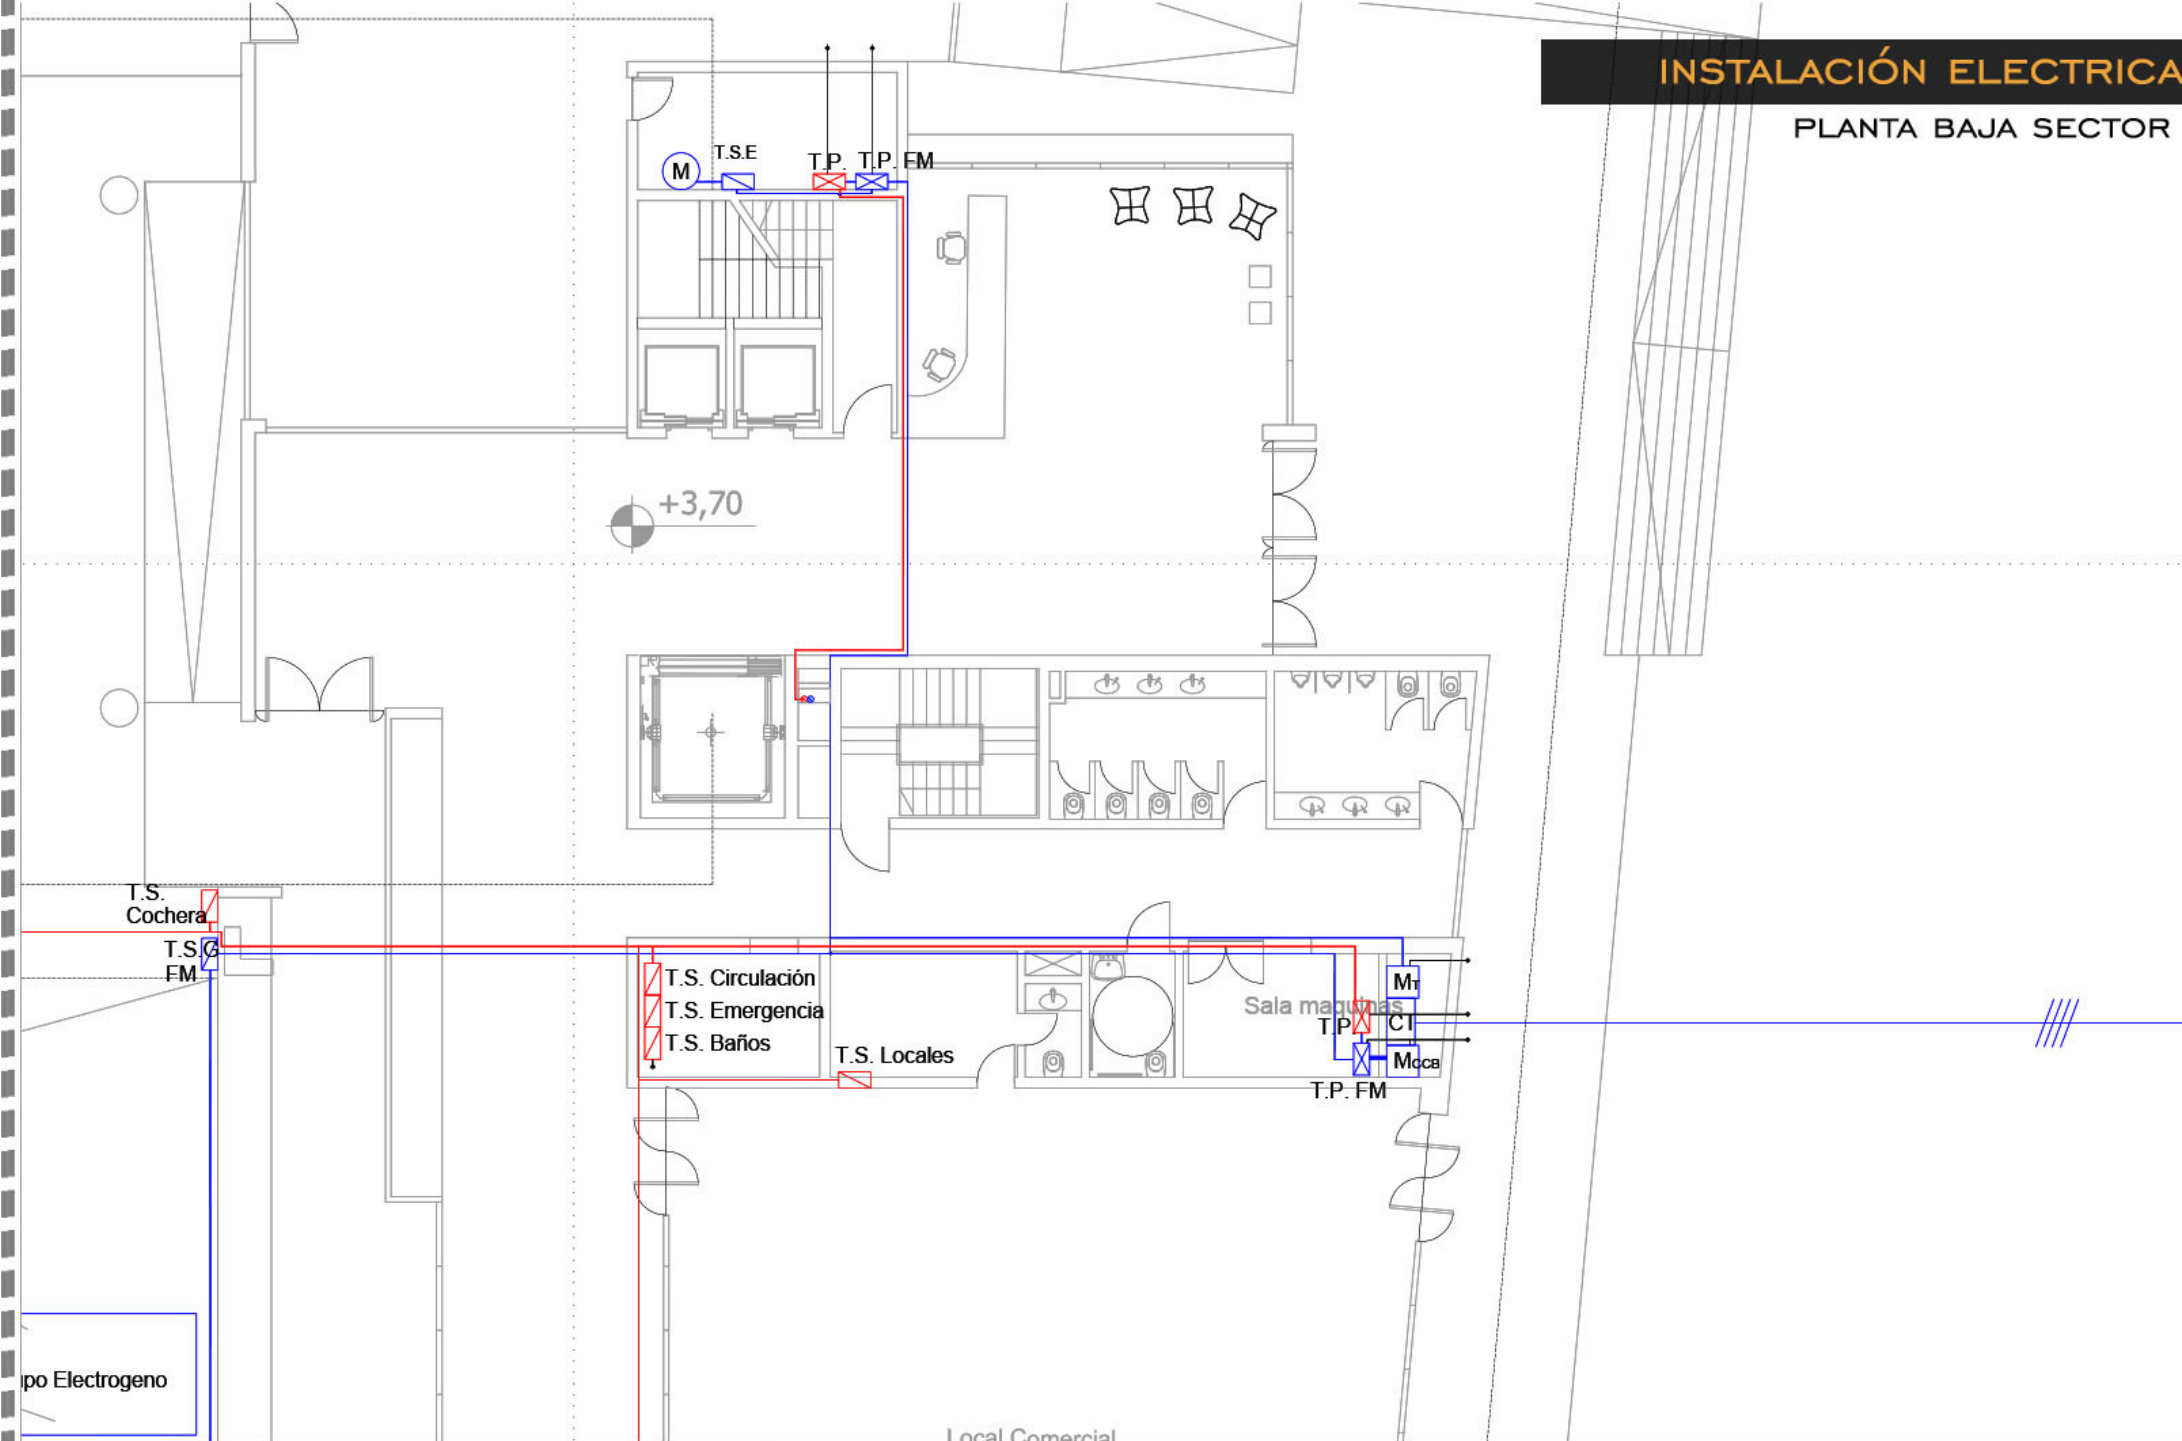 INSTALACIÓN ELECTRICA
PLANTA BAJA SECTOR
M
T.S.E
T.P.
T.P. FM
+3,70
T.S.
Cochera
T.S.G
FM
T.S. Circulación
T.S. Emergencia
T.S. Baños
T.S. Locales
Sala maquinas
MT
CT
MCCB
T.P.
T.P. FM
po Electrogeno
Local Comercial